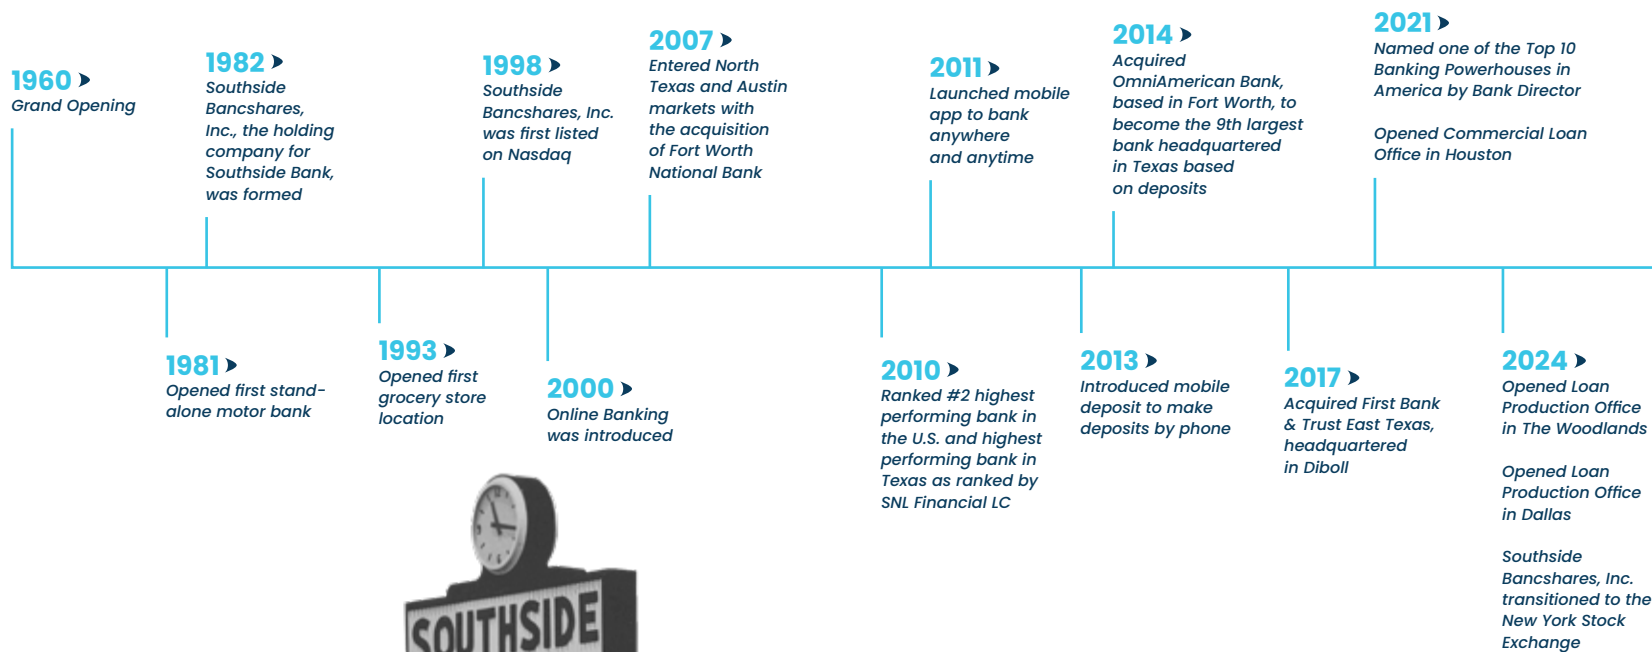 1960
Grand Opening
1982
Southside
Bancshares,
Inc., the holding
company for
Southside Bank,
was formed
1998
Southside
Bancshares, Inc.
was first listed
on Nasdaq
2007
Entered North
Texas and Austin
markets with
the acquisition
of Fort Worth
National Bank
2011
Launched mobile
app to bank
anywhere
and anytime
2014
Acquired
OmniAmerican Bank,
based in Fort Worth, to
become the 9th largest
bank headquartered
in Texas based
on deposits
2021
Named one of the Top 10
Banking Powerhouses in
America by Bank Director
Opened Commercial Loan
Office in Houston
1981
Opened first stand-
alone motor bank
1993
Opened first
grocery store
location
2000
Online Banking
was introduced
2010
Ranked #2 highest
performing bank in
the U.S. and highest
performing bank in
Texas as ranked by
SNL Financial LC
2013
Introduced mobile
deposit to make
deposits by phone
2017
Acquired First Bank
& Trust East Texas,
headquartered
in Diboll
2024
Opened Loan
Production Office
in The Woodlands
Opened Loan
Production Office
in Dallas
Southside
Bancshares, Inc.
transitioned to the
New York Stock
Exchange
SOUTHSIDE